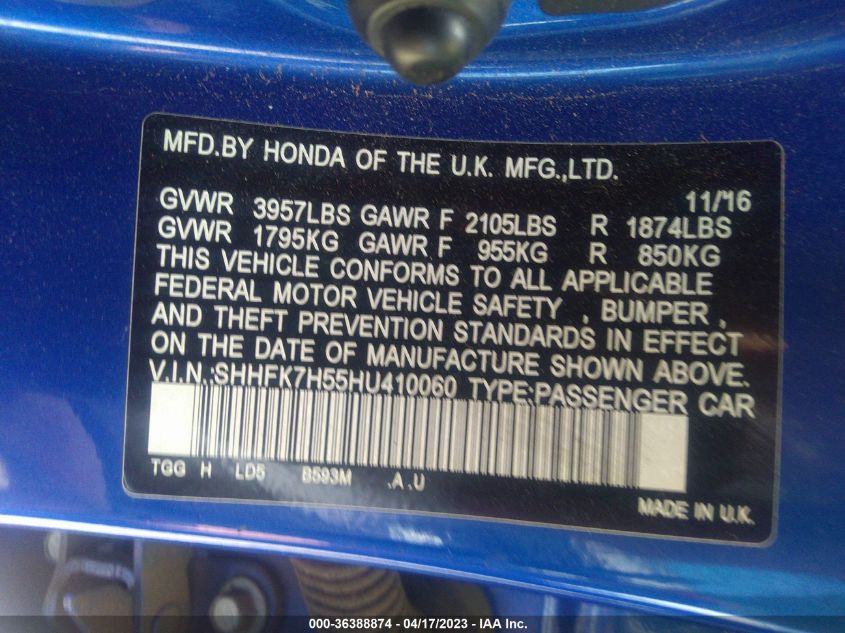 MFD.BY HONDA OF THE U.K. MFG.,LTD.
11/'16
GVWR 3957LBS GAWR F 2105LBS R 1874LBS
GVWR 1795KG GAWR F 955KG R 850KG
THIS VEHICLE CONFORMS TO ALL APPLICABLE
FEDERAL MOTOR VEHICLE SAFETY , BUMPER ,
AND THEFT PREVENTION STANDARDS IN EFFECT
ON THE DATE OF MANUFACTURE SHOWN ABOVE.
V.I.N.:SHHFK7H55HU410060 TYPE:PASSENGER CAR
TGG H LD5 B593M .A .U
MADE IN U.K.
000-36388874 - 04/17/2023 - IAA Inc.